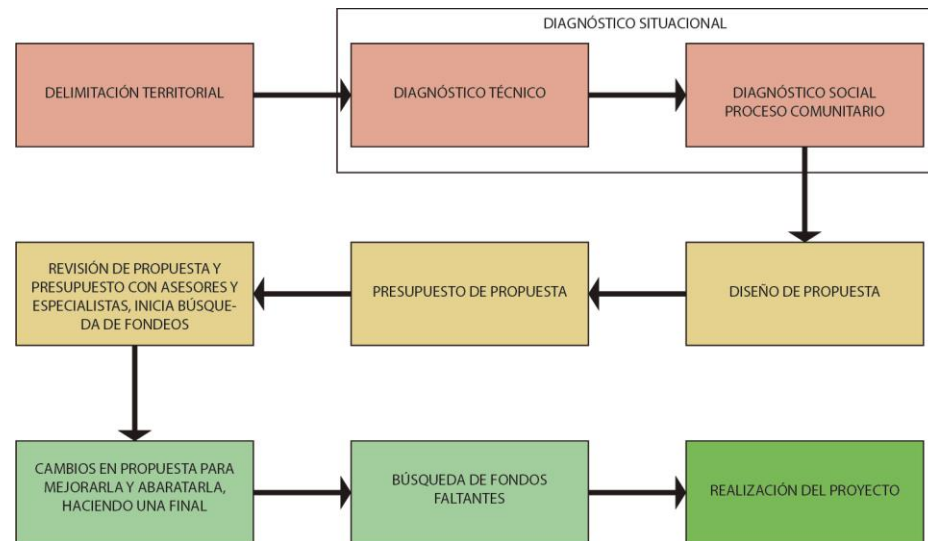 DIAGNÓSTICO SITUACIONAL
DELIMITACIÓN TERRITORIAL
DIAGNÓSTICO TÉCNICO
DIAGNÓSTICO SOCIAL
PROCESO COMUNITARIO
DISEÑO DE PROPUESTA
PRESUPUESTO DE PROPUESTA
REVISIÓN DE PROPUESTA Y
PRESUPUESTO CON ASESORES Y
ESPECIALISTAS, INICIA BÚSQUE-
DA DE FONDEOS
CAMBIOS EN PROPUESTA PARA
MEJORARLA Y ABARATARLA,
HACIENDO UNA FINAL
BÚSQUEDA DE FONDOS
FALTANTES
REALIZACIÓN DEL PROYECTO